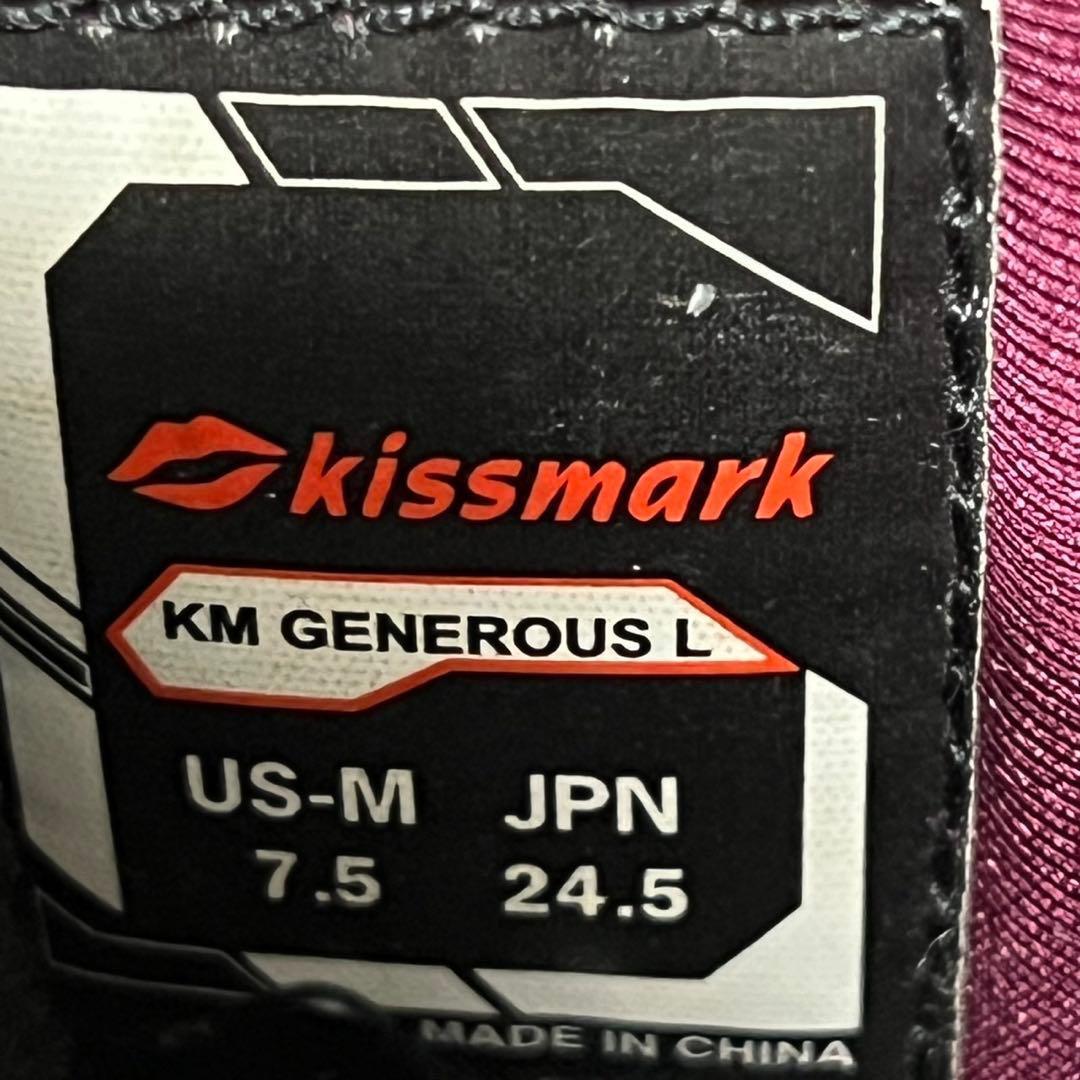 kissmark
KM GENEROUS L
US-M JPN
7.5 24.5
MADE IN CHINA